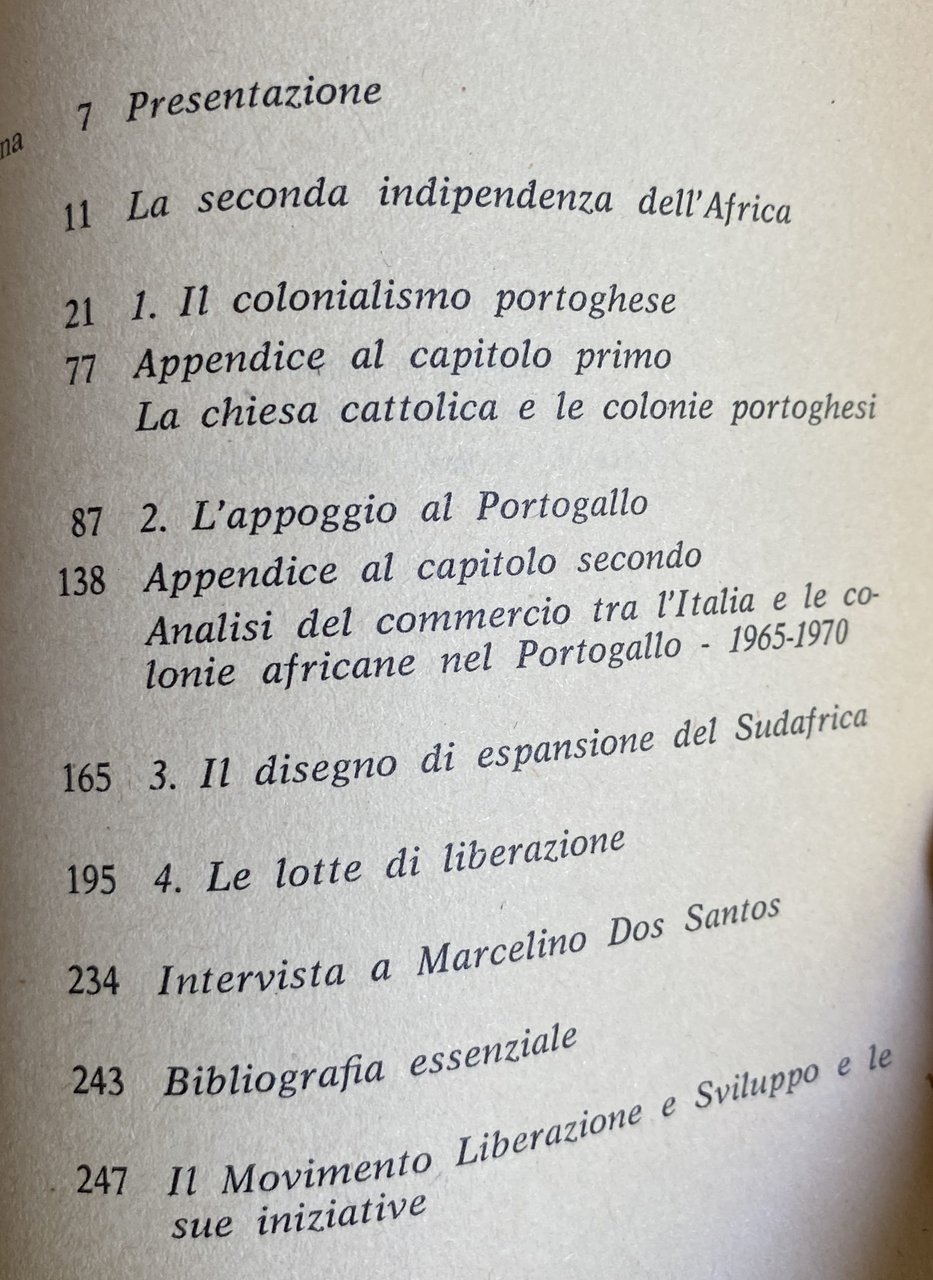 na
7 Presentazione
11 La seconda indipendenza dell'Africa
21 1. Il colonialismo portoghese
77 Appendice al capitolo primo
La chiesa cattolica e le colonie portoghesi
87 2. L'appoggio al Portogallo
138 Appendice al capitolo secondo
Analisi del commercio tra l'Italia e le co-
lonie africane nel Portogallo - 1965-1970
165 3. Il disegno di espansione del Sudafrica
195 4. Le lotte di liberazione
234 Intervista a Marcelino Dos Santos
243 Bibliografia essenziale
247 Il Movimento Liberazione e Sviluppo e le
sue iniziative